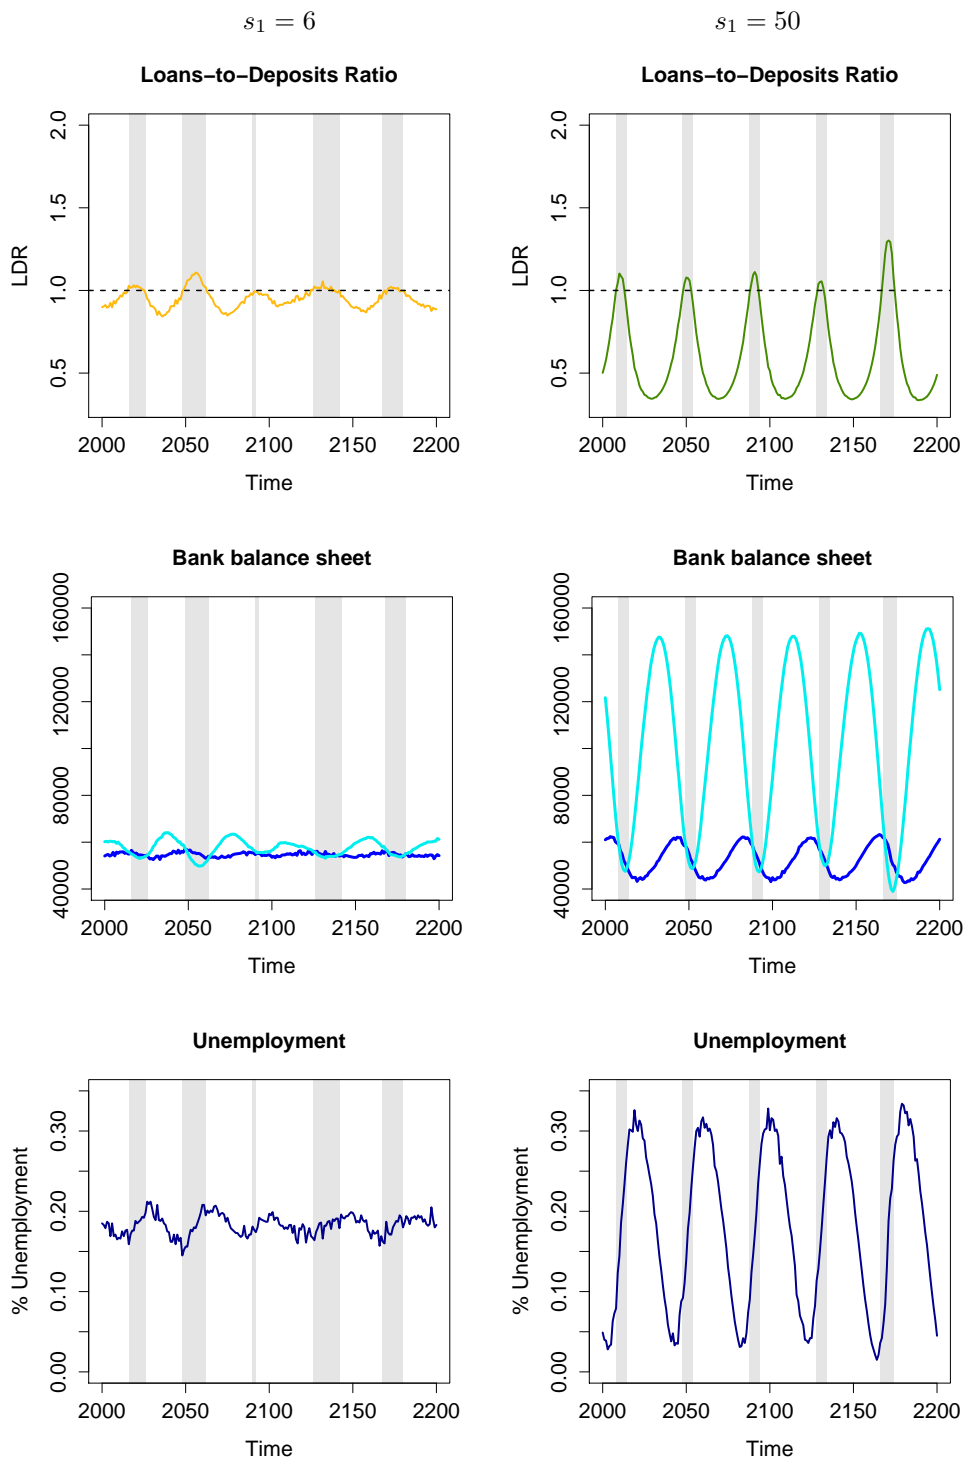 s₁ = 6
s₁ = 50
Loans−to−Deposits Ratio
Loans−to−Deposits Ratio
2.0
1.5
1.0
0.5
LDR
2000 2050 2100 2150 2200
Time
2.0
1.5
1.0
0.5
LDR
2000 2050 2100 2150 2200
Time
Bank balance sheet
Bank balance sheet
160000
120000
80000
40000
2000 2050 2100 2150 2200
Time
160000
120000
80000
40000
2000 2050 2100 2150 2200
Time
Unemployment
Unemployment
0.30
0.20
0.10
0.00
% Unemployment
2000 2050 2100 2150 2200
Time
0.30
0.20
0.10
0.00
% Unemployment
2000 2050 2100 2150 2200
Time